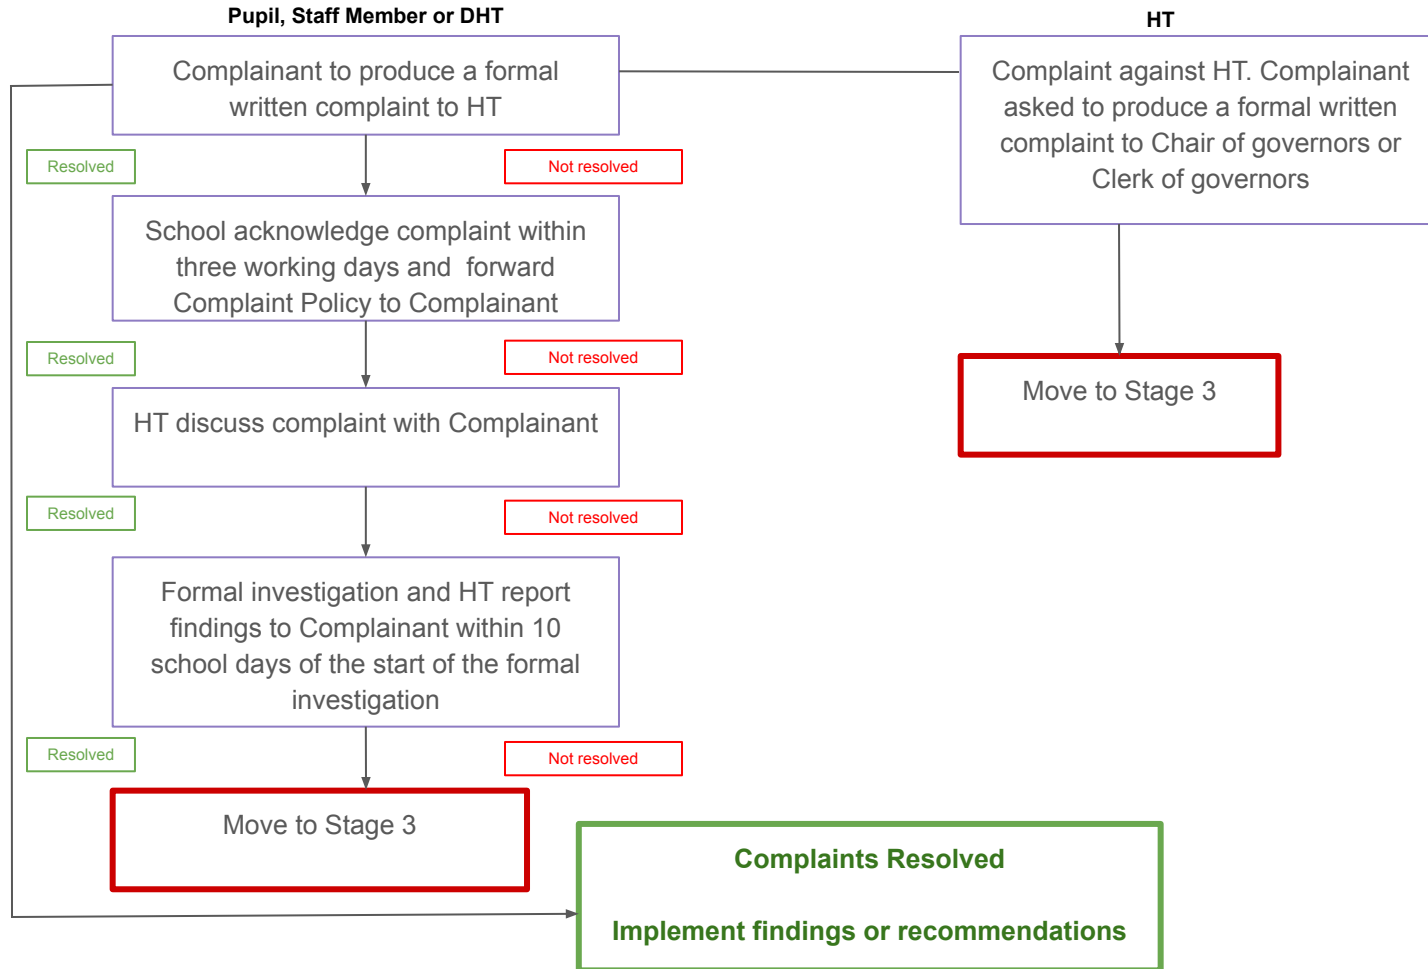 Pupil, Staff Member or DHT
HT
Complainant to produce a formal
written complaint to HT
Complaint against HT. Complainant
asked to produce a formal written
complaint to Chair of governors or
Clerk of governors
Resolved
Not resolved
School acknowledge complaint within
three working days and  forward
Complaint Policy to Complainant
Resolved
Not resolved
Move to Stage 3
HT discuss complaint with Complainant
Resolved
Not resolved
Formal investigation and HT report
findings to Complainant within 10
school days of the start of the formal
investigation
Resolved
Not resolved
Move to Stage 3
Complaints Resolved
Implement findings or recommendations